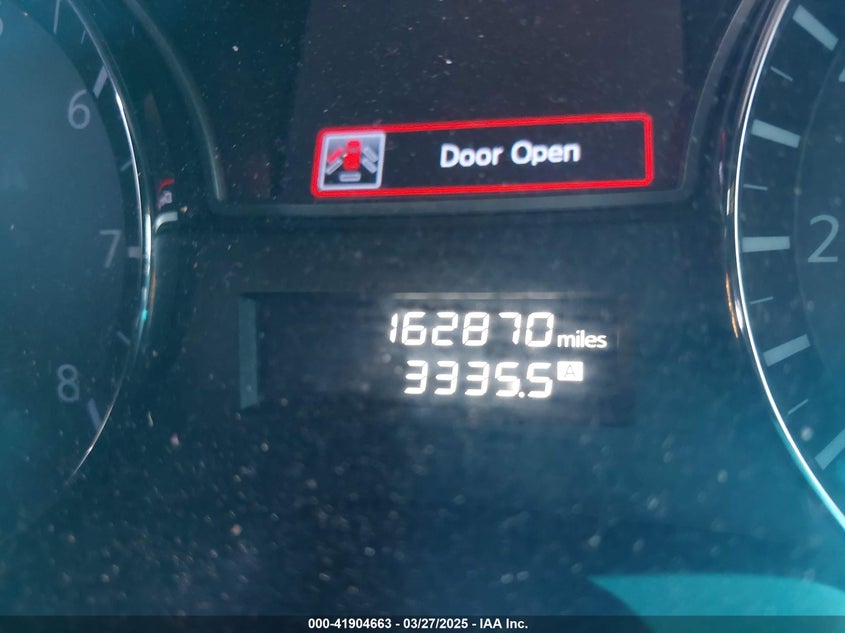 6
Door Open
7
2
162870 miles
8
3335.5 A
000-41904663 - 03/27/2025 - IAA Inc.